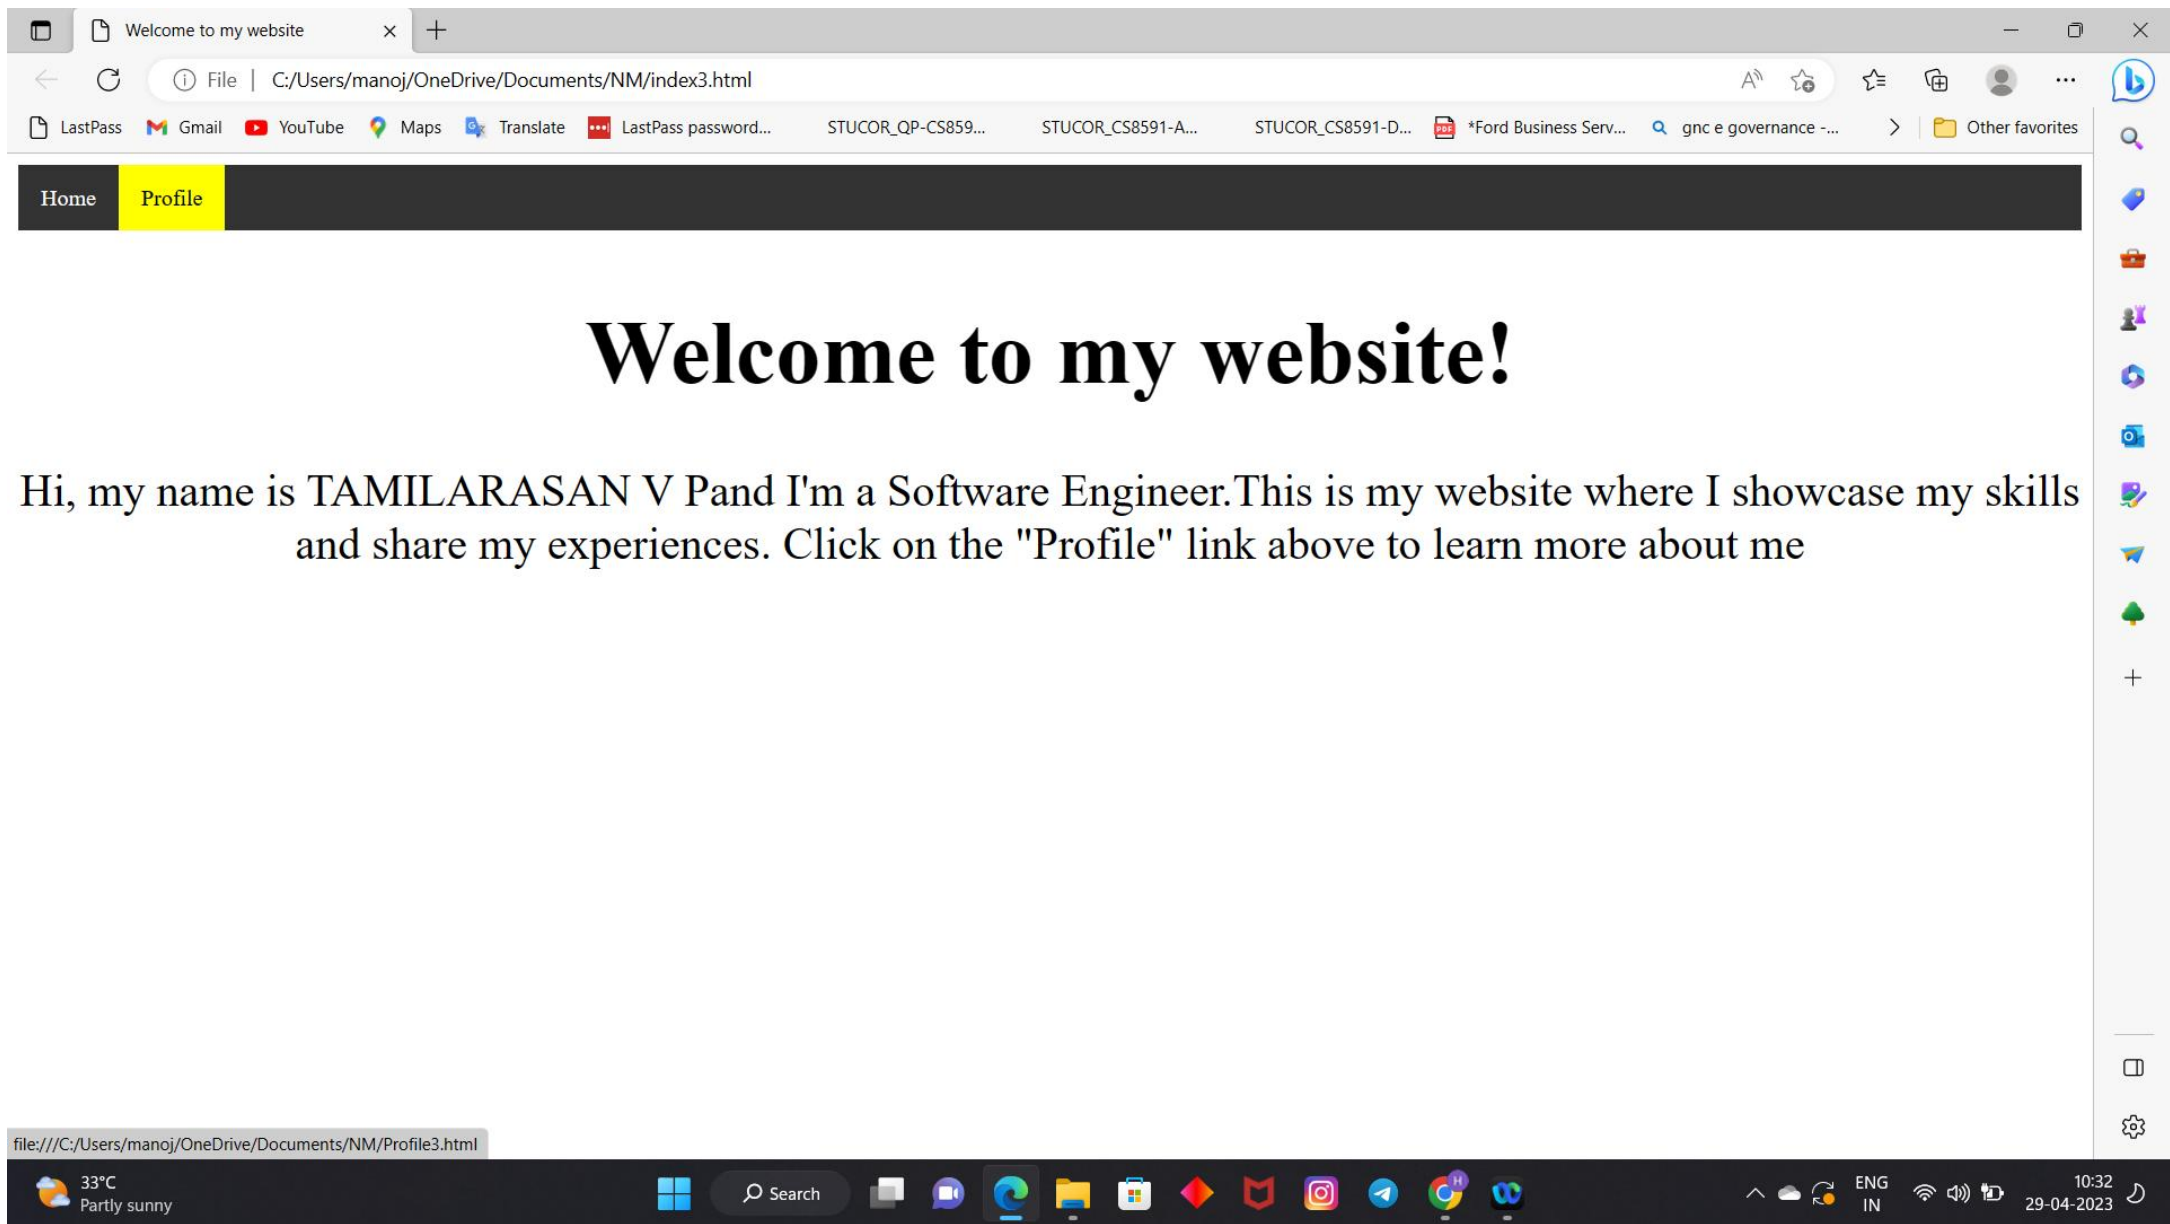 Welcome to my website
File | C:/Users/manoj/OneDrive/Documents/NM/index3.html
LastPass Gmail YouTube Maps Translate LastPass password... STUCOR_QP-CS859... STUCOR_CS8591-A... STUCOR_CS8591-D... *Ford Business Serv... gnc e governance -... Other favorites
Home Profile
Welcome to my website!
Hi, my name is TAMILARASAN V Pand I'm a Software Engineer.This is my website where I showcase my skills
and share my experiences. Click on the "Profile" link above to learn more about me
file:///C:/Users/manoj/OneDrive/Documents/NM/Profile3.html
33°C
Partly sunny
Search
ENG
IN
10:32
29-04-2023